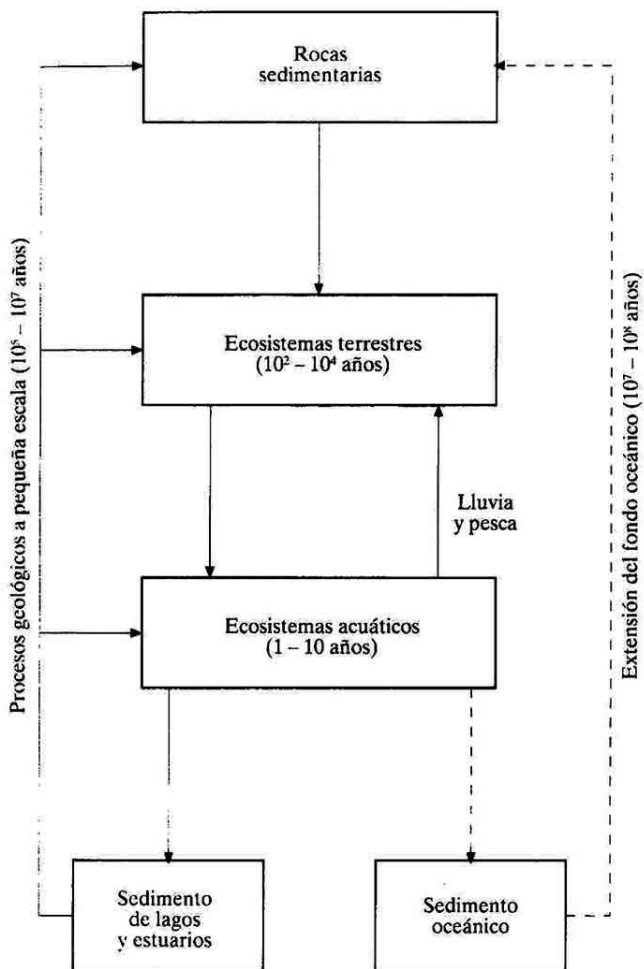 Rocas
sedimentarias
Procesos geológicos a pequeña escala (10⁵ – 10⁷ años)
Extensión del fondo oceánico (10⁷ – 10⁸ años)
Ecosistemas terrestres
(10² – 10⁴ años)
Lluvia
y pesca
Ecosistemas acuáticos
(1 – 10 años)
Sedimento
de lagos
y estuarios
Sedimento
oceánico